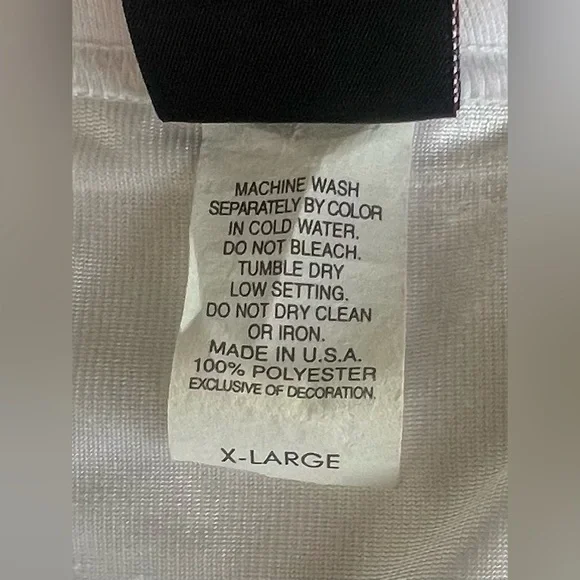 MACHINE WASH
SEPARATELY BY COLOR
IN COLD WATER.
DO NOT BLEACH.
TUMBLE DRY
LOW SETTING.
DO NOT DRY CLEAN
OR IRON.
MADE IN U.S.A.
100% POLYESTER
EXCLUSIVE OF DECORATION.
X-LARGE